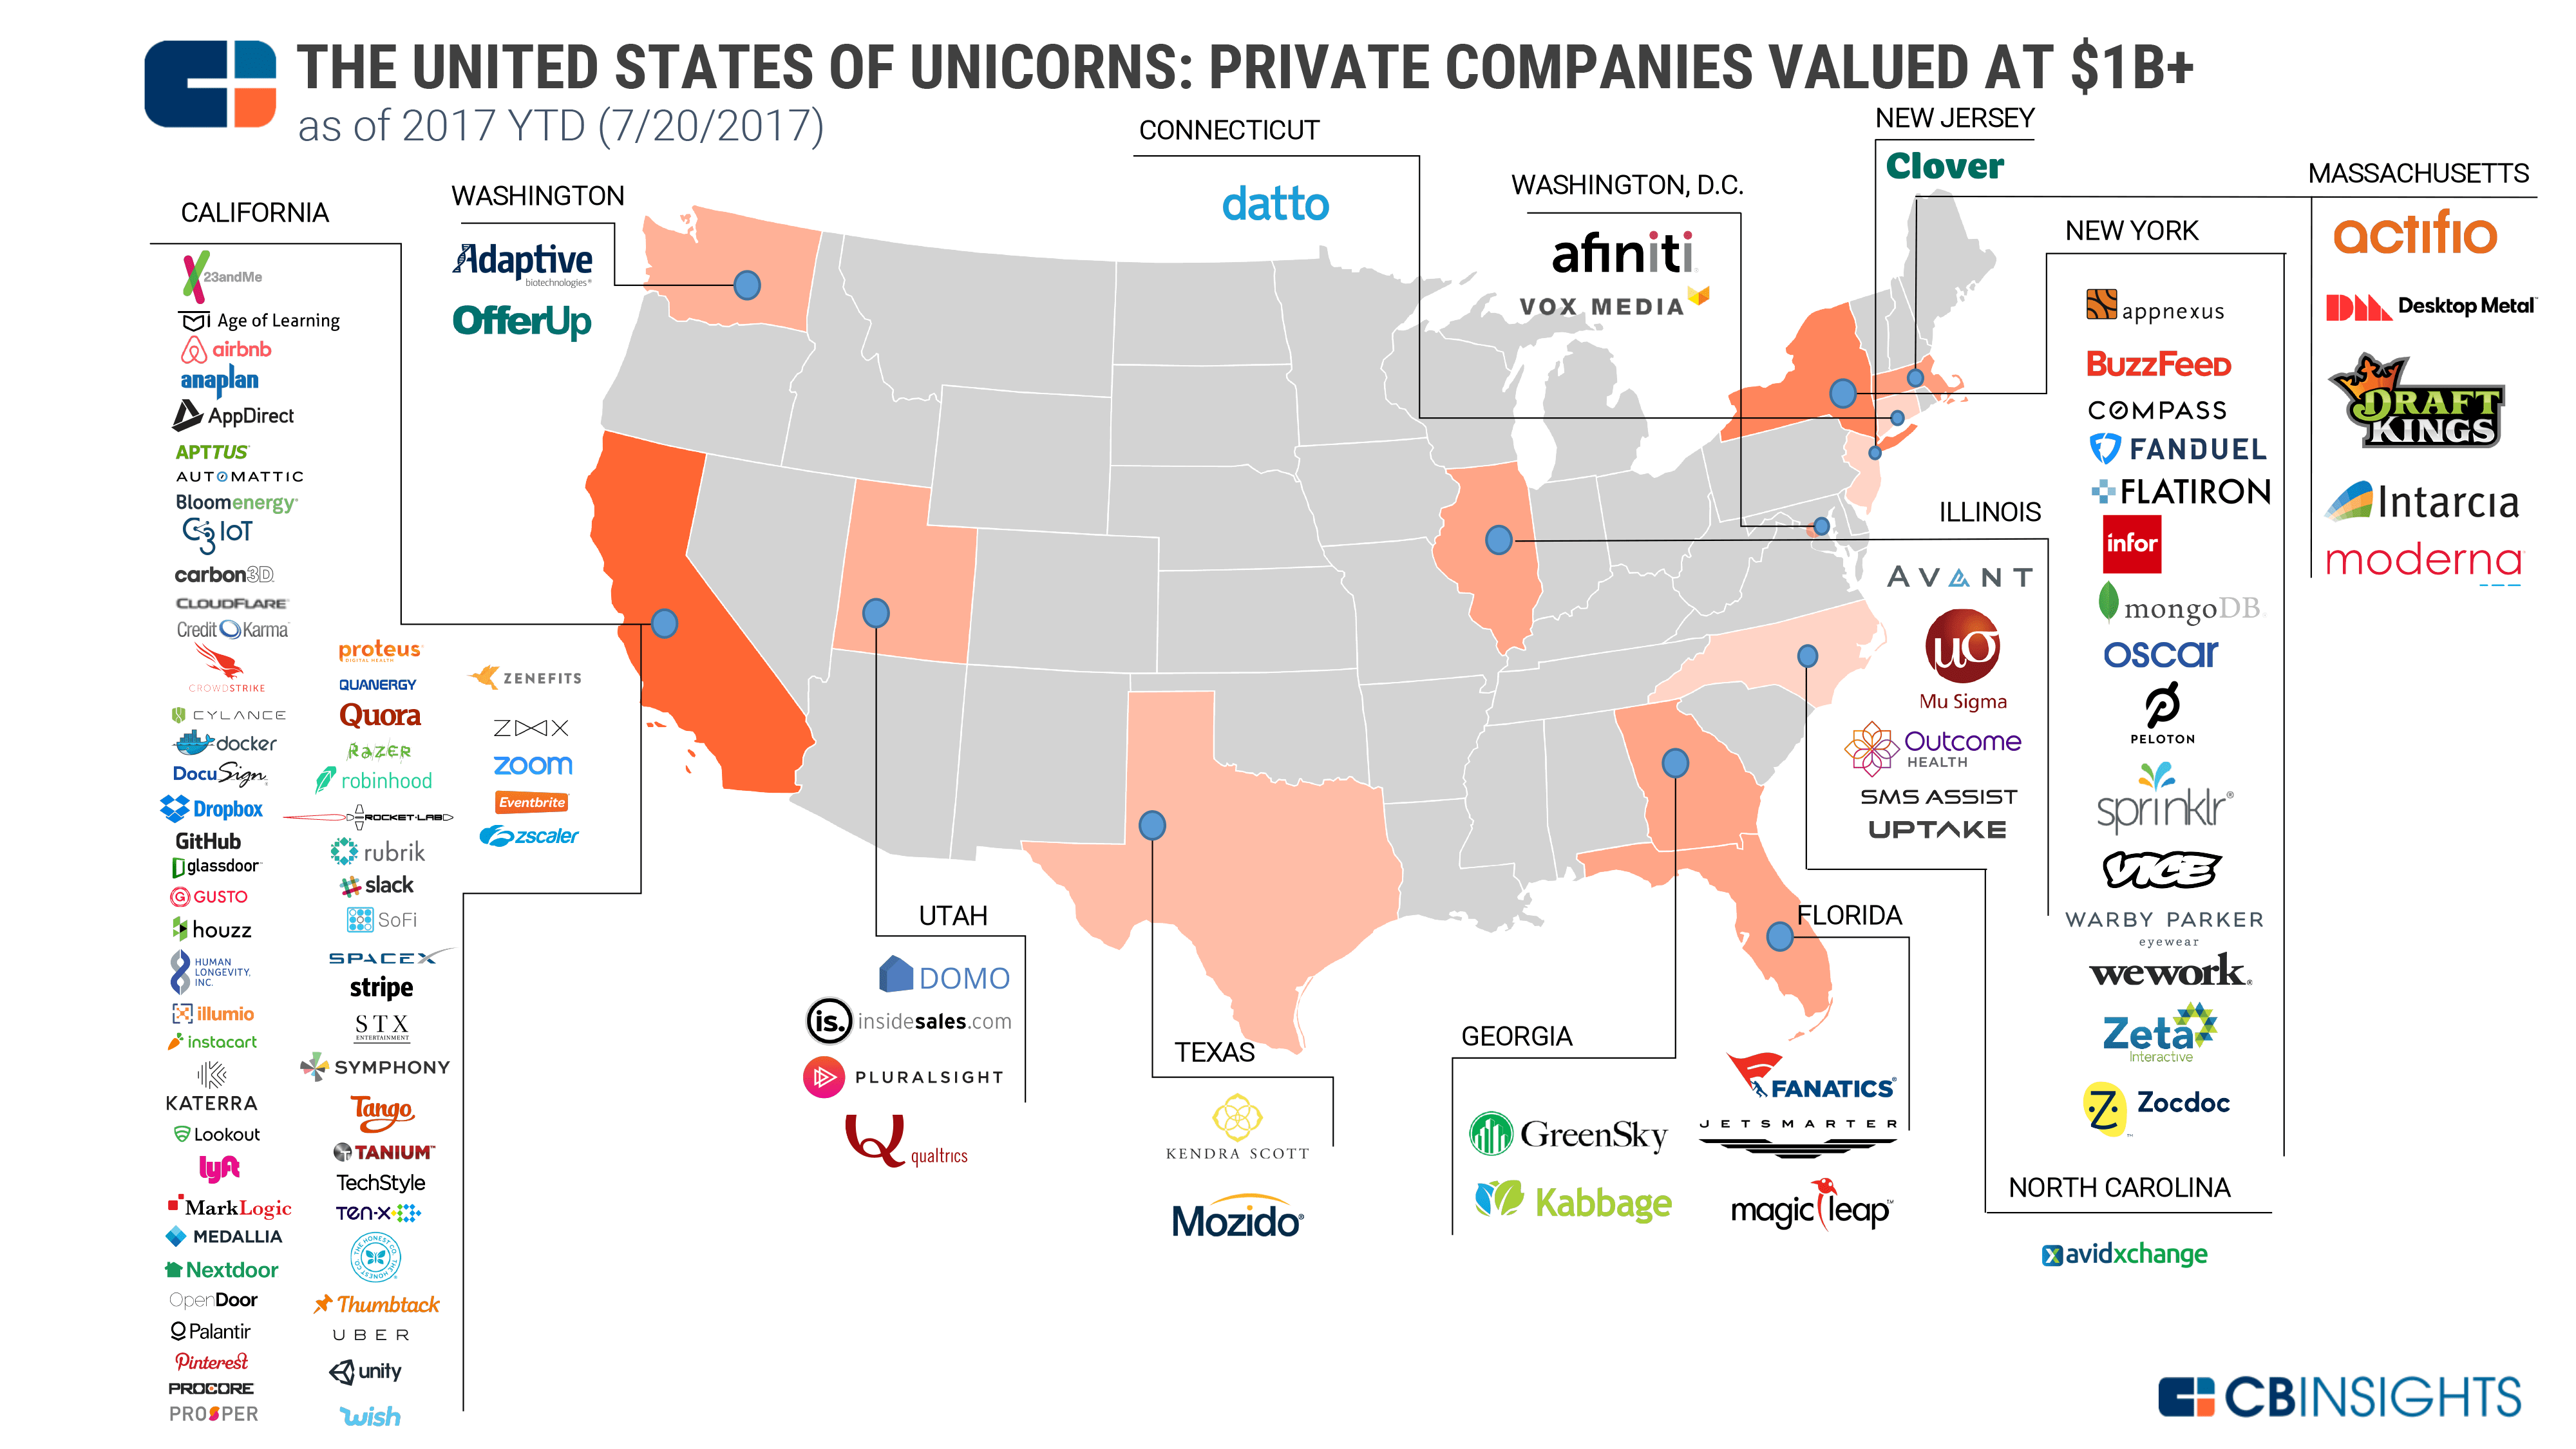 THE UNITED STATES OF UNICORNS: PRIVATE COMPANIES VALUED AT $1B+
as of 2017 YTD (7/20/2017)
CALIFORNIA
23andMe
Age of Learning
airbnb
anaplan
AppDirect
APTTUS
AUTOMATTIC
Bloomenergy
C3 IoT
carbon3D
CLOUDFLARE
Credit Karma
CROWDSTRIKE
CYLANCE
docker
DocuSign
Dropbox
GitHub
glassdoor
GUSTO
houzz
HUMAN
LONGEVITY,
INC.
illumio
instacart
KATERRA
Lookout
lyft
MarkLogic
MEDALLIA
Nextdoor
OpenDoor
Palantir
Pinterest
PROCORE
PROSPER
proteus
DIGITAL HEALTH
QUANERGY
Quora
RAZER
robinhood
ROCKET LAB
rubrik
slack
SoFi
SPACEX
stripe
STX
ENTERTAINMENT
SYMPHONY
Tango
TANIUM™
TechStyle
TEN-X
THE HONEST CO.
THE HONEST CO.
Thumbtack
UBER
unity
wish
ZENEFITS
ZOOX
zoom
Eventbrite
zscaler
WASHINGTON
Adaptive
biotechnologies®
OfferUp
CONNECTICUT
datto
WASHINGTON, D.C.
afiniti
VOX MEDIA
NEW JERSEY
Clover
MASSACHUSETTS
actifio
DM Desktop Metal
DRAFT
KINGS
Intarcia
moderna
NEW YORK
appnexus
BUZZFEED
COMPASS
FANDUEL
FLATIRON
infor
mongoDB
oscar
PELOTON
sprinklr®
VICE
WARBY PARKER
eyewear
wework
Zeta
Interactive
Z
Zocdoc
ILLINOIS
AVANT
μσ
Mu Sigma
Outcome
HEALTH
SMS ASSIST
UPTAKE
UTAH
DOMO
is. insidesales.com
PLURALSIGHT
Q qualtrics
TEXAS
KENDRA SCOTT
Mozido®
GEORGIA
GreenSky
Kabbage
FLORIDA
FANATICS®
JETSMARTER
magic leap™
NORTH CAROLINA
avidxchange
CBINSIGHTS